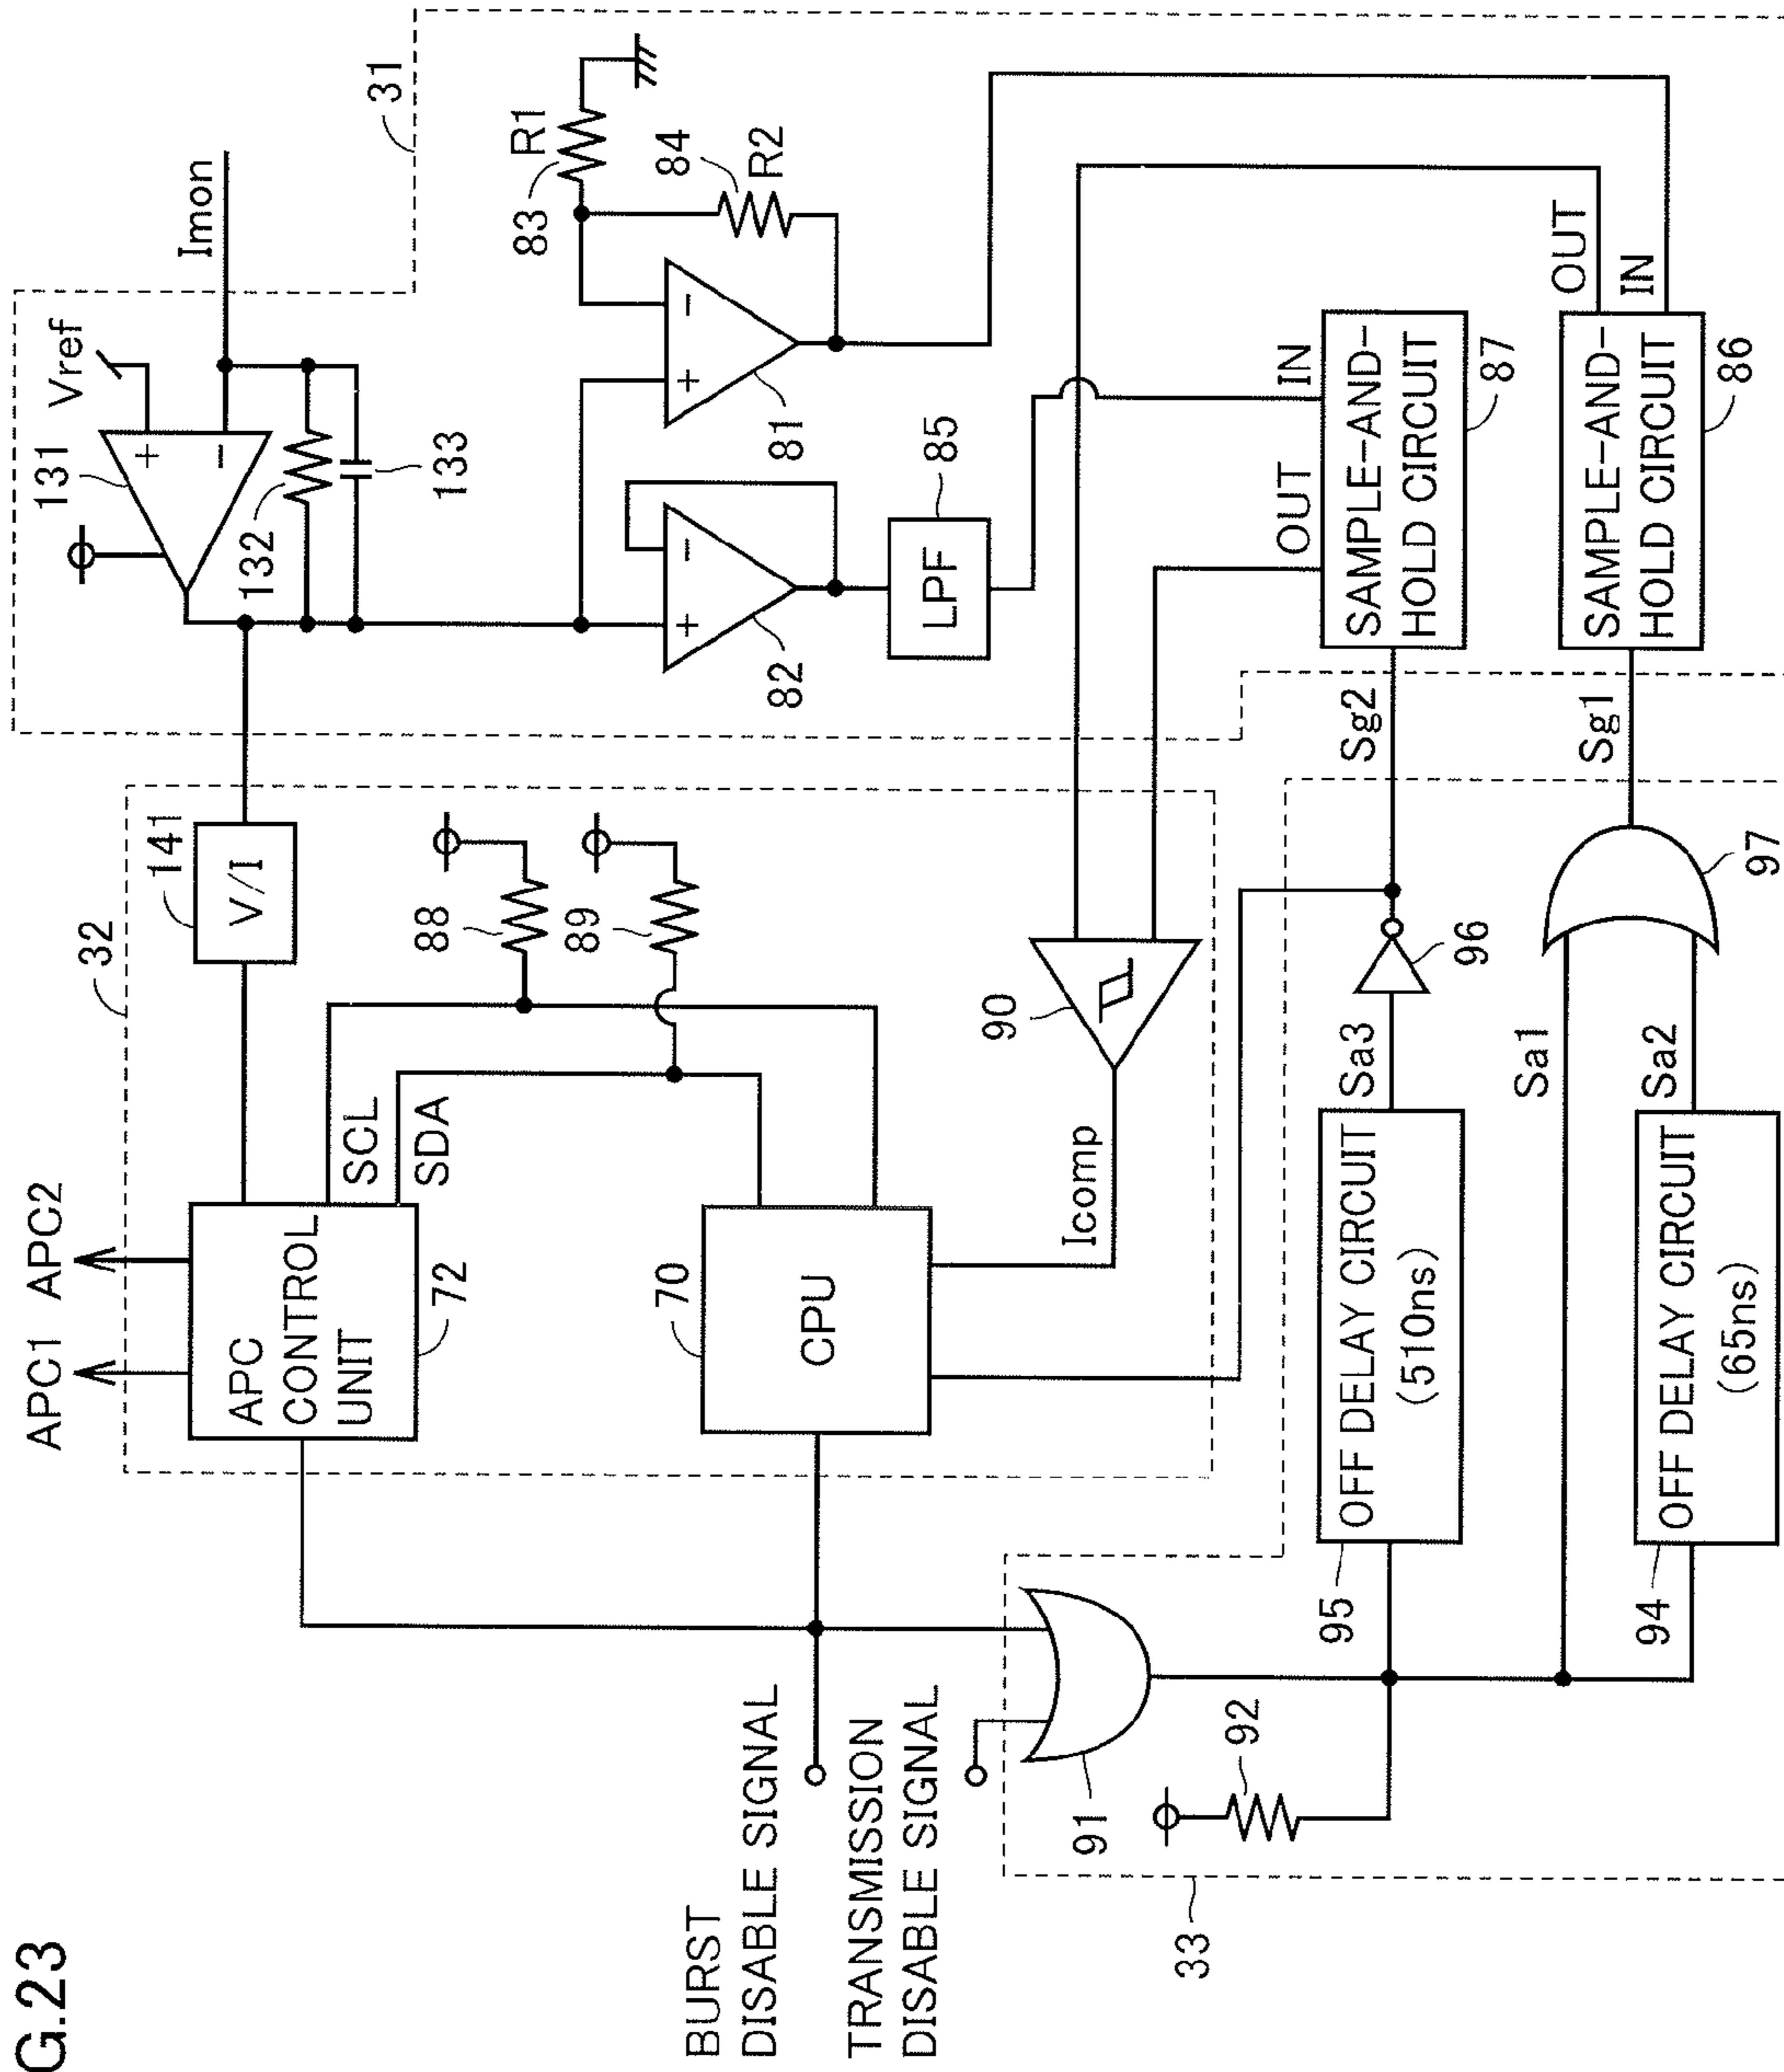 G.23
BURST
DISABLE SIGNAL
TRANSMISSION
DISABLE SIGNAL
33
91
92
95
94
APC1
APC2
32
APC
CONTROL
UNIT
72
SCL
SDA
V/I
141
88
89
70
CPU
Icomp
90
OFF DELAY CIRCUIT
(510ns)
Sa3
96
Sa1
OFF DELAY CIRCUIT
(65ns)
Sa2
97
Sg2
Sg1
131
Vref
+
−
Imon
31
132
133
82
+
−
81
+
−
83
R1
84
R2
LPF
85
OUT
IN
SAMPLE-AND-
HOLD CIRCUIT
87
OUT
IN
SAMPLE-AND-
HOLD CIRCUIT
86